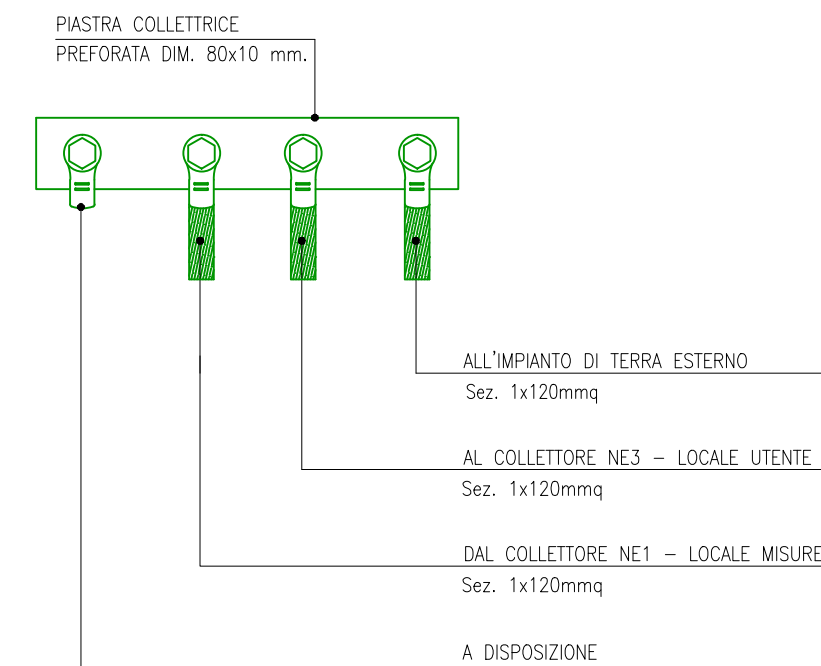 PIASTRA COLLETTRICE
PREFORATA DIM. 80x10 mm.
ALL'IMPIANTO DI TERRA ESTERNO
Sez. 1x120mmq
AL COLLETTORE NE3 – LOCALE UTENTE
Sez. 1x120mmq
DAL COLLETTORE NE1 – LOCALE MISURE
Sez. 1x120mmq
A DISPOSIZIONE